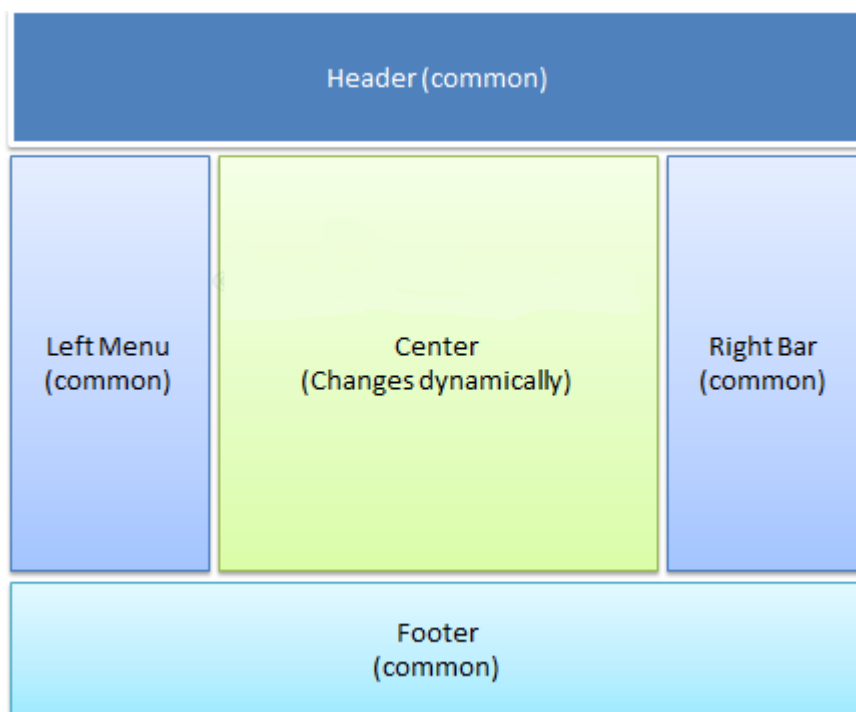 Header (common)
Left Menu
(common)
Center
(Changes dynamically)
Right Bar
(common)
Footer
(common)